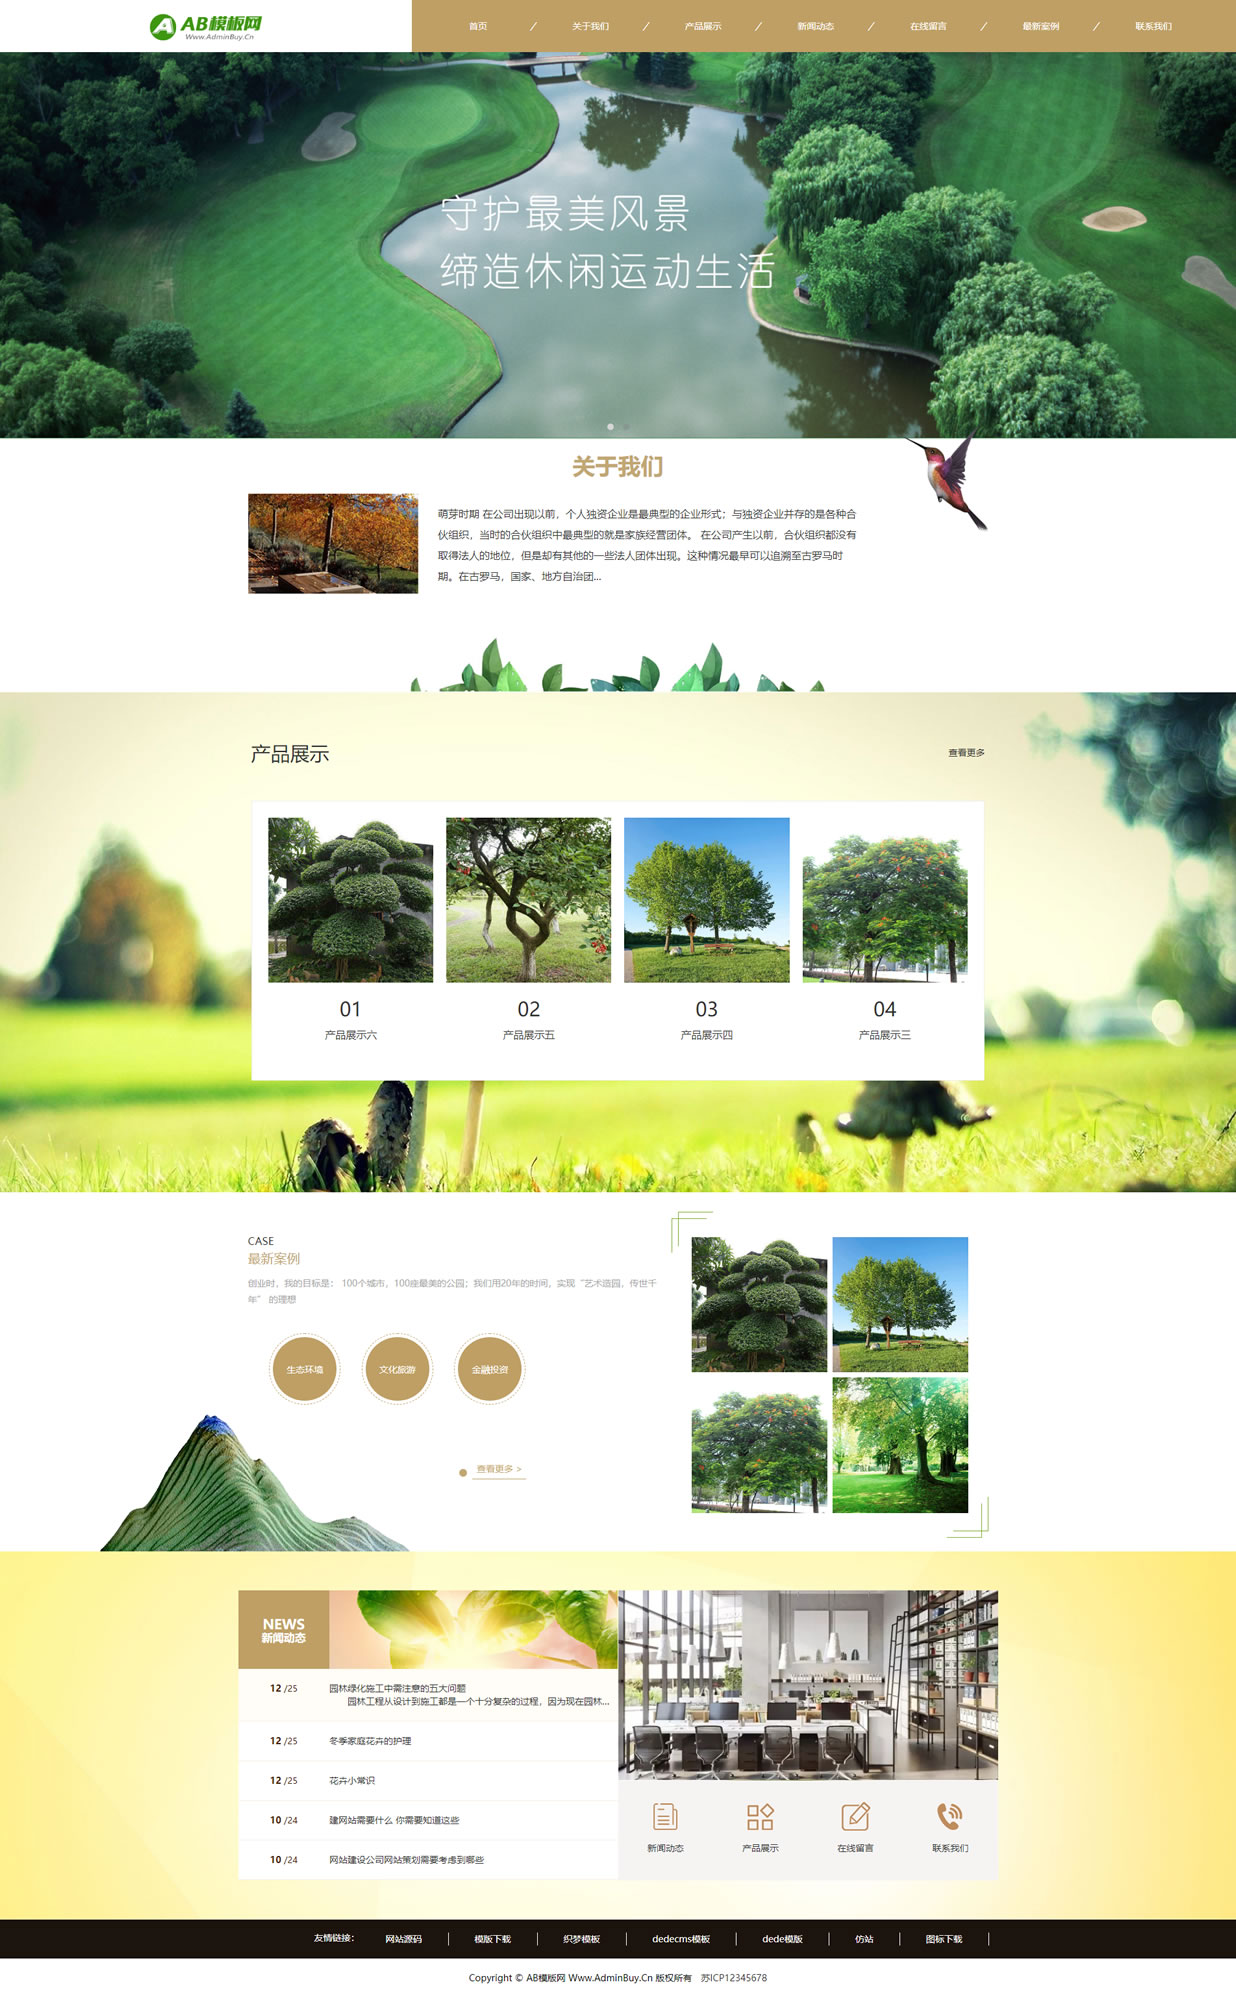 AB模板网
Www.AdminBuy.Cn
首页 / 关于我们 / 产品展示 / 新闻动态 / 在线留言 / 最新案例 / 联系我们
守护最美风景
缔造休闲运动生活
关于我们
萌芽时期 在公司出现以前，个人独资企业是最典型的企业形式；与独资企业并存的是各种合
伙组织，当时的合伙组织中最典型的就是家族经营团体。 在公司产生以前，合伙组织都没有
取得法人的地位，但是却有其他的一些法人团体出现。这种情况最早可以追溯至古罗马时
期。在古罗马，国家、地方自治团...
产品展示
查看更多
01
产品展示六
02
产品展示五
03
产品展示四
04
产品展示三
CASE
最新案例
创业时，我的目标是： 100个城市，100座最美的公园；我们用20年的时间，实现“艺术造园，传世千
年” 的理想
生态环境
文化旅游
金融投资
查看更多 >
NEWS
新闻动态
12 /25 园林绿化施工中需注意的五大问题
园林工程从设计到施工都是一个十分复杂的过程，因为现在园林...
12 /25 冬季家庭花卉的护理
12 /25 花卉小常识
10 /24 建网站需要什么 你需要知道这些
10 /24 网站建设公司网站策划需要考虑到哪些
新闻动态
产品展示
在线留言
联系我们
友情链接： 网站源码 模版下载 织梦模板 dedecms模板 dede模版 仿站 图标下载
Copyright © AB模版网 Www.AdminBuy.Cn 版权所有 苏ICP12345678